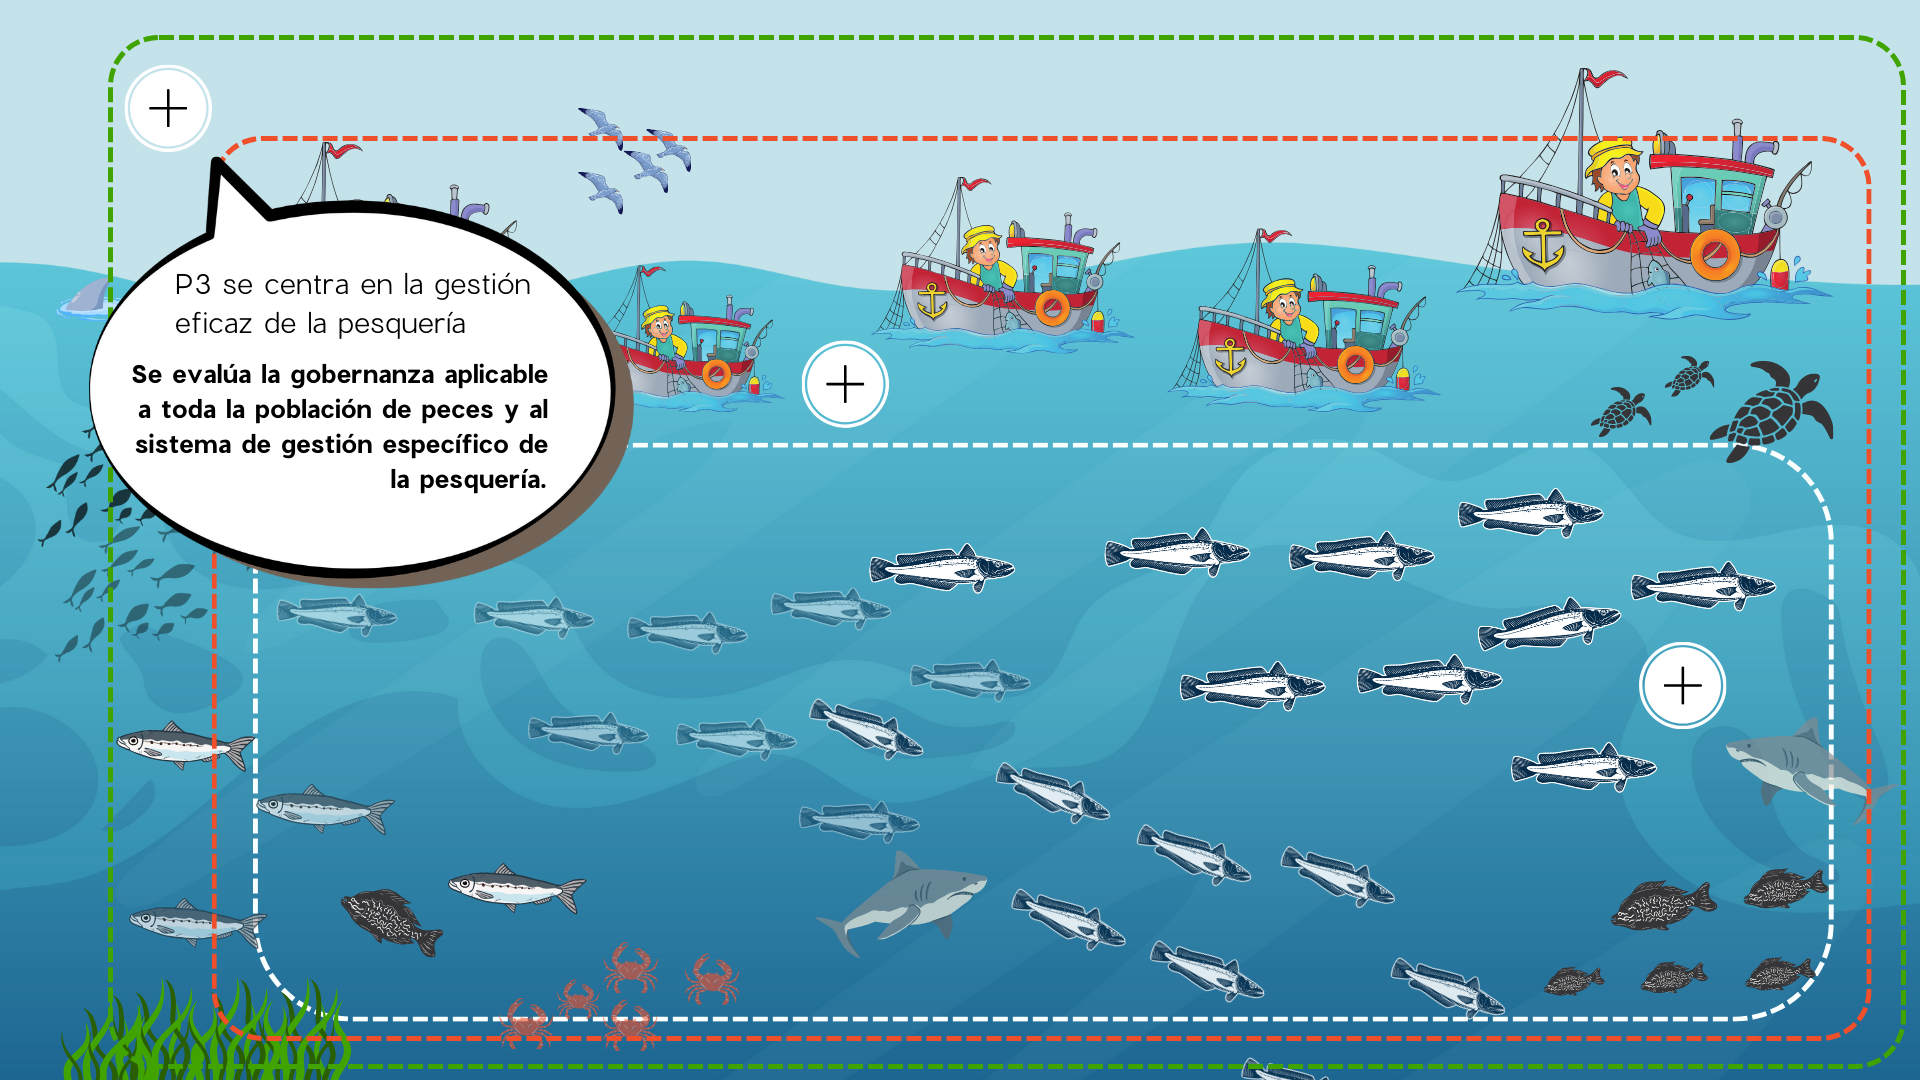 P3 se centra en la gestión
eficaz de la pesquería
Se evalúa la gobernanza aplicable
a toda la población de peces y al
sistema de gestión específico de
la pesquería.